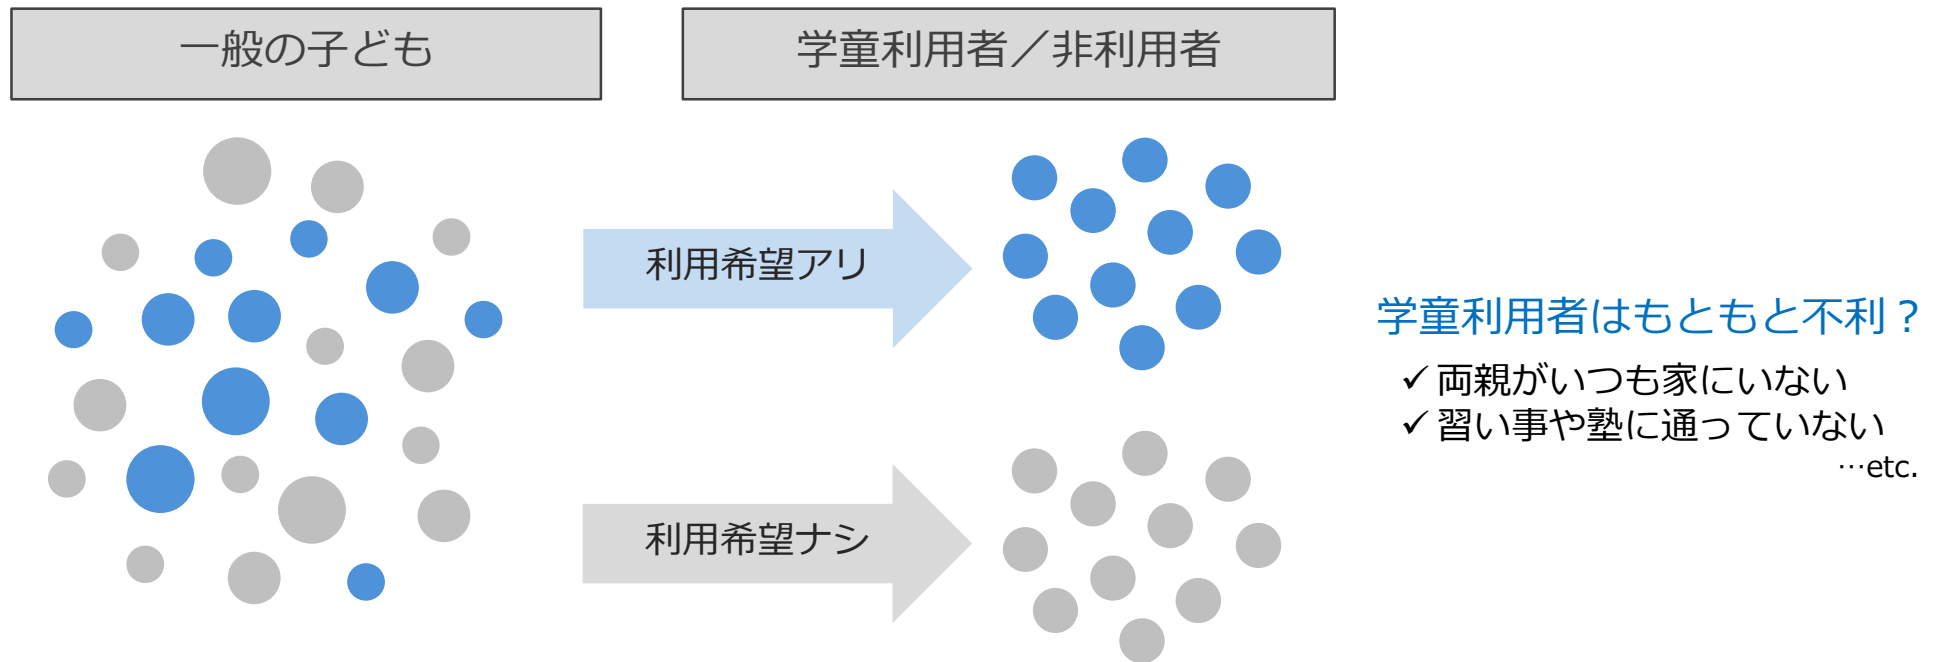 一般の子ども
学童利用者／非利用者
利用希望アリ
学童利用者はもともと不利？
✓両親がいつも家にいない
✓習い事や塾に通っていない
…etc.
利用希望ナシ